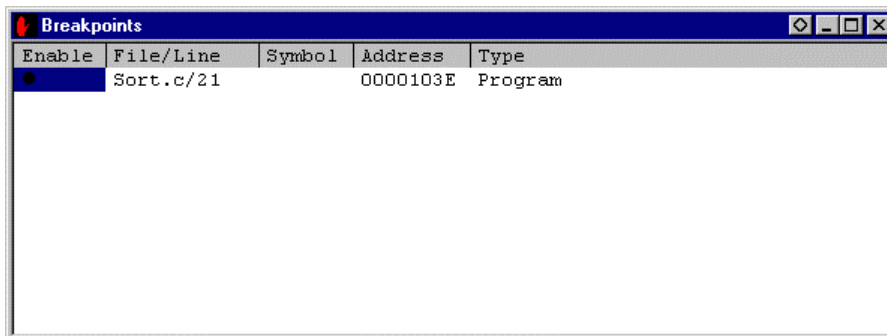 Breakpoints
Enable File/Line Symbol Address Type
Sort.c/21 0000103E Program